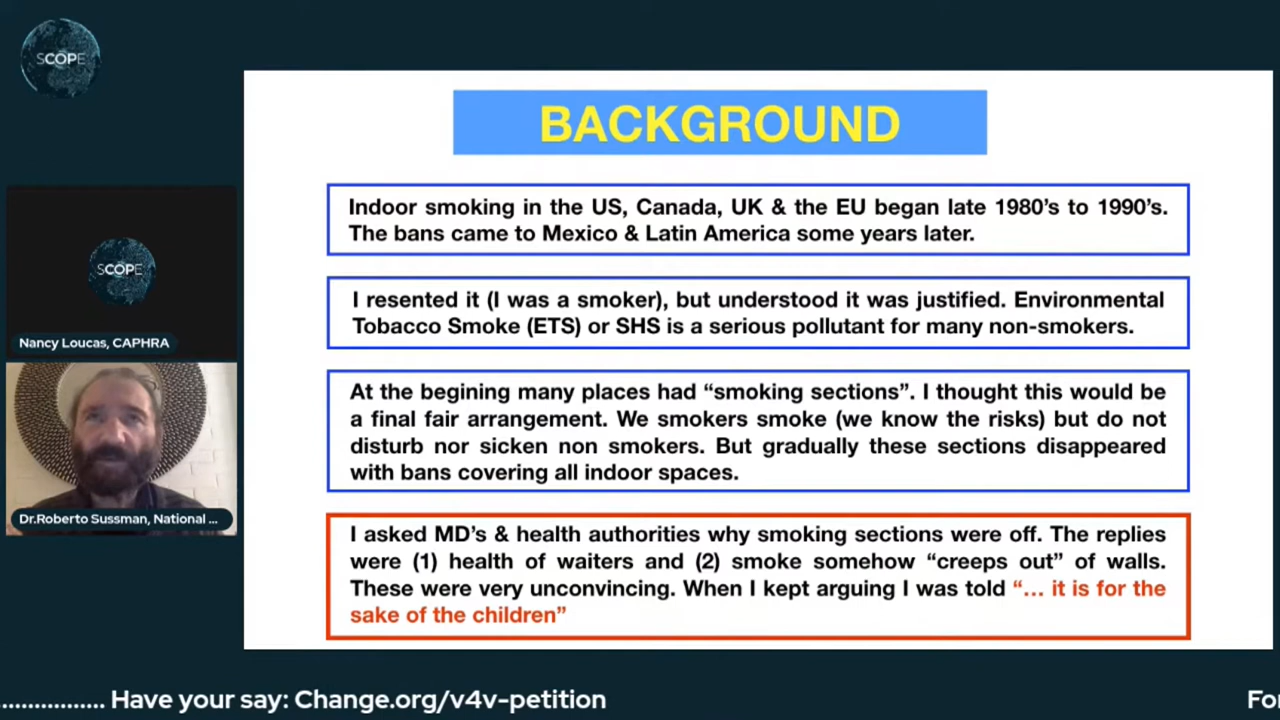 SCOPE
BACKGROUND
Indoor smoking in the US, Canada, UK & the EU began late 1980's to 1990's.
The bans came to Mexico & Latin America some years later.
I resented it (I was a smoker), but understood it was justified. Environmental
Tobacco Smoke (ETS) or SHS is a serious pollutant for many non-smokers.
At the begining many places had “smoking sections”. I thought this would be
a final fair arrangement. We smokers smoke (we know the risks) but do not
disturb nor sicken non smokers. But gradually these sections disappeared
with bans covering all indoor spaces.
I asked MD's & health authorities why smoking sections were off. The replies
were (1) health of waiters and (2) smoke somehow “creeps out” of walls.
These were very unconvincing. When I kept arguing I was told “... it is for the
sake of the children”
SCOPE
Nancy Loucas, CAPHRA
Dr.Roberto Sussman, National ...
................. Have your say: Change.org/v4v-petition
For